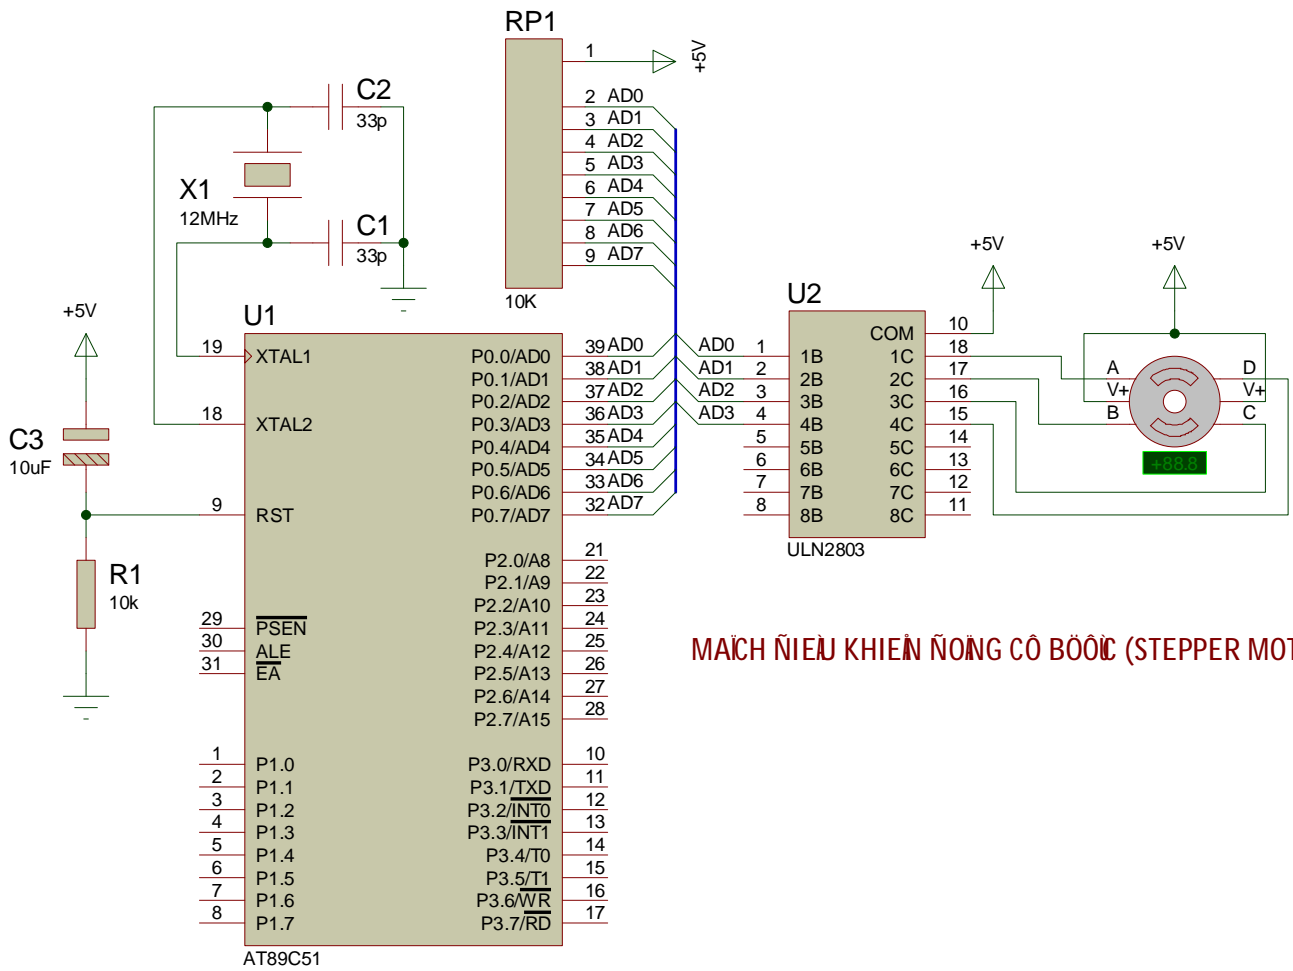 RP1
1
+5V
2 AD0
3 AD1
4 AD2
5 AD3
6 AD4
7 AD5
8 AD6
9 AD7
10K
C2
33p
X1
12MHz
C1
33p
+5V
C3
10uF
R1
10k
U1
19 XTAL1
18 XTAL2
9 RST
29 PSEN
30 ALE
31 EA
1 P1.0
2 P1.1
3 P1.2
4 P1.3
5 P1.4
6 P1.5
7 P1.6
8 P1.7
P0.0/AD0 39 AD0
P0.1/AD1 38 AD1
P0.2/AD2 37 AD2
P0.3/AD3 36 AD3
P0.4/AD4 35 AD4
P0.5/AD5 34 AD5
P0.6/AD6 33 AD6
P0.7/AD7 32 AD7
P2.0/A8 21
P2.1/A9 22
P2.2/A10 23
P2.3/A11 24
P2.4/A12 25
P2.5/A13 26
P2.6/A14 27
P2.7/A15 28
P3.0/RXD 10
P3.1/TXD 11
P3.2/INT0 12
P3.3/INT1 13
P3.4/T0 14
P3.5/T1 15
P3.6/WR 16
P3.7/RD 17
AT89C51
U2
AD0 1 1B
AD1 2 2B
AD2 3 3B
AD3 4 4B
5 5B
6 6B
7 7B
8 8B
COM 10
1C 18
2C 17
3C 16
4C 15
5C 14
6C 13
7C 12
8C 11
ULN2803
+5V
+5V
A
V+
B
D
V+
C
+88.8
KHIEÅN ÑOÄNG CÔ (STEPPER MOT